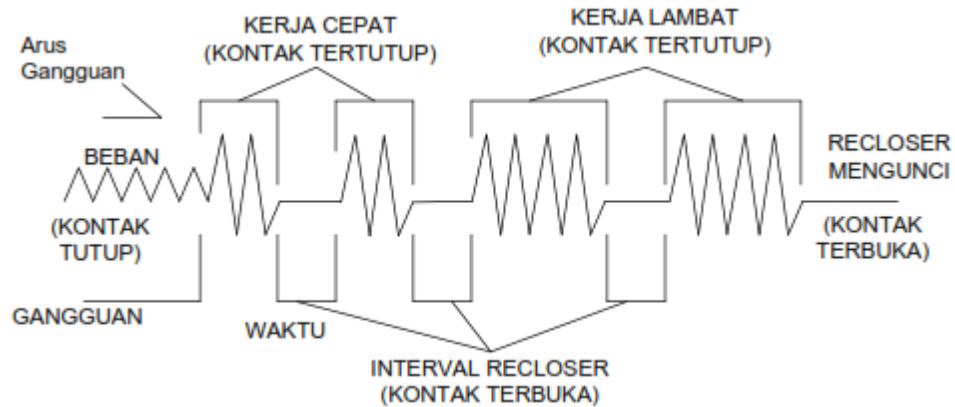 KERJA CEPAT
(KONTAK TERTUTUP)
KERJA LAMBAT
(KONTAK TERTUTUP)
Arus
Gangguan
BEBAN
RECLOSER
MENGUNCI
(KONTAK
TUTUP)
(KONTAK
TERBUKA)
GANGGUAN
WAKTU
INTERVAL RECLOSER
(KONTAK TERBUKA)